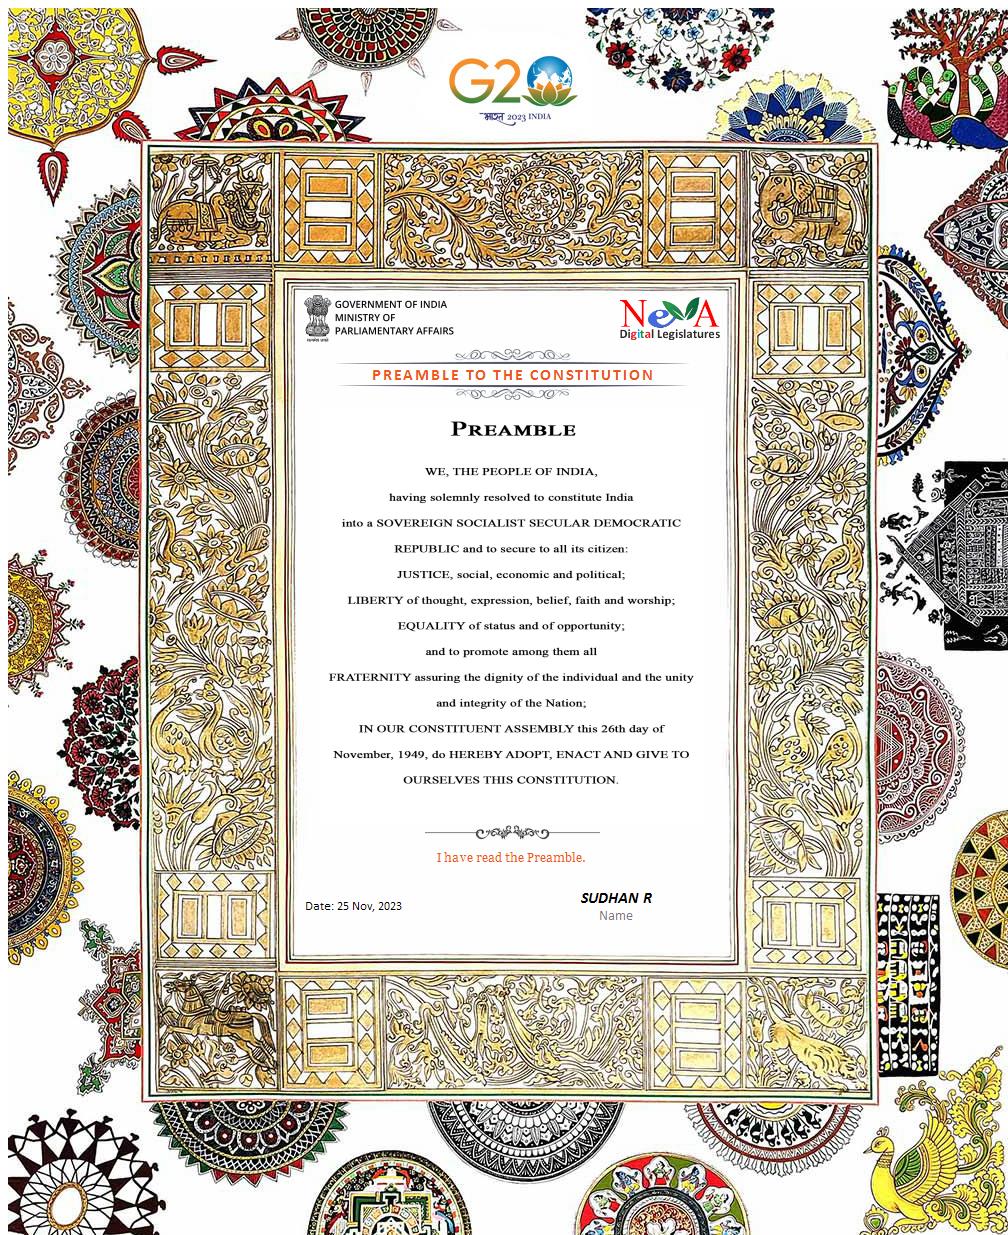 G20
भारत 2023 INDIA
GOVERNMENT OF INDIA
MINISTRY OF
PARLIAMENTARY AFFAIRS
सत्यमेव जयते
NeVA
Digital Legislatures
PREAMBLE TO THE CONSTITUTION
PREAMBLE
WE, THE PEOPLE OF INDIA,
having solemnly resolved to constitute India
into a SOVEREIGN SOCIALIST SECULAR DEMOCRATIC
REPUBLIC and to secure to all its citizen:
JUSTICE, social, economic and political;
LIBERTY of thought, expression, belief, faith and worship;
EQUALITY of status and of opportunity;
and to promote among them all
FRATERNITY assuring the dignity of the individual and the unity
and integrity of the Nation;
IN OUR CONSTITUENT ASSEMBLY this 26th day of
November, 1949, do HEREBY ADOPT, ENACT AND GIVE TO
OURSELVES THIS CONSTITUTION.
I have read the Preamble.
Date: 25 Nov, 2023
SUDHAN R
Name